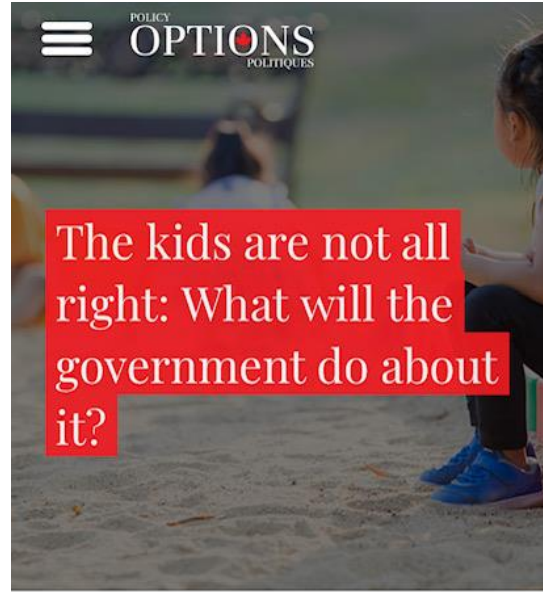 POLICY
OPTIONS
POLITIQUES
The kids are not all
right: What will the
government do about
it?